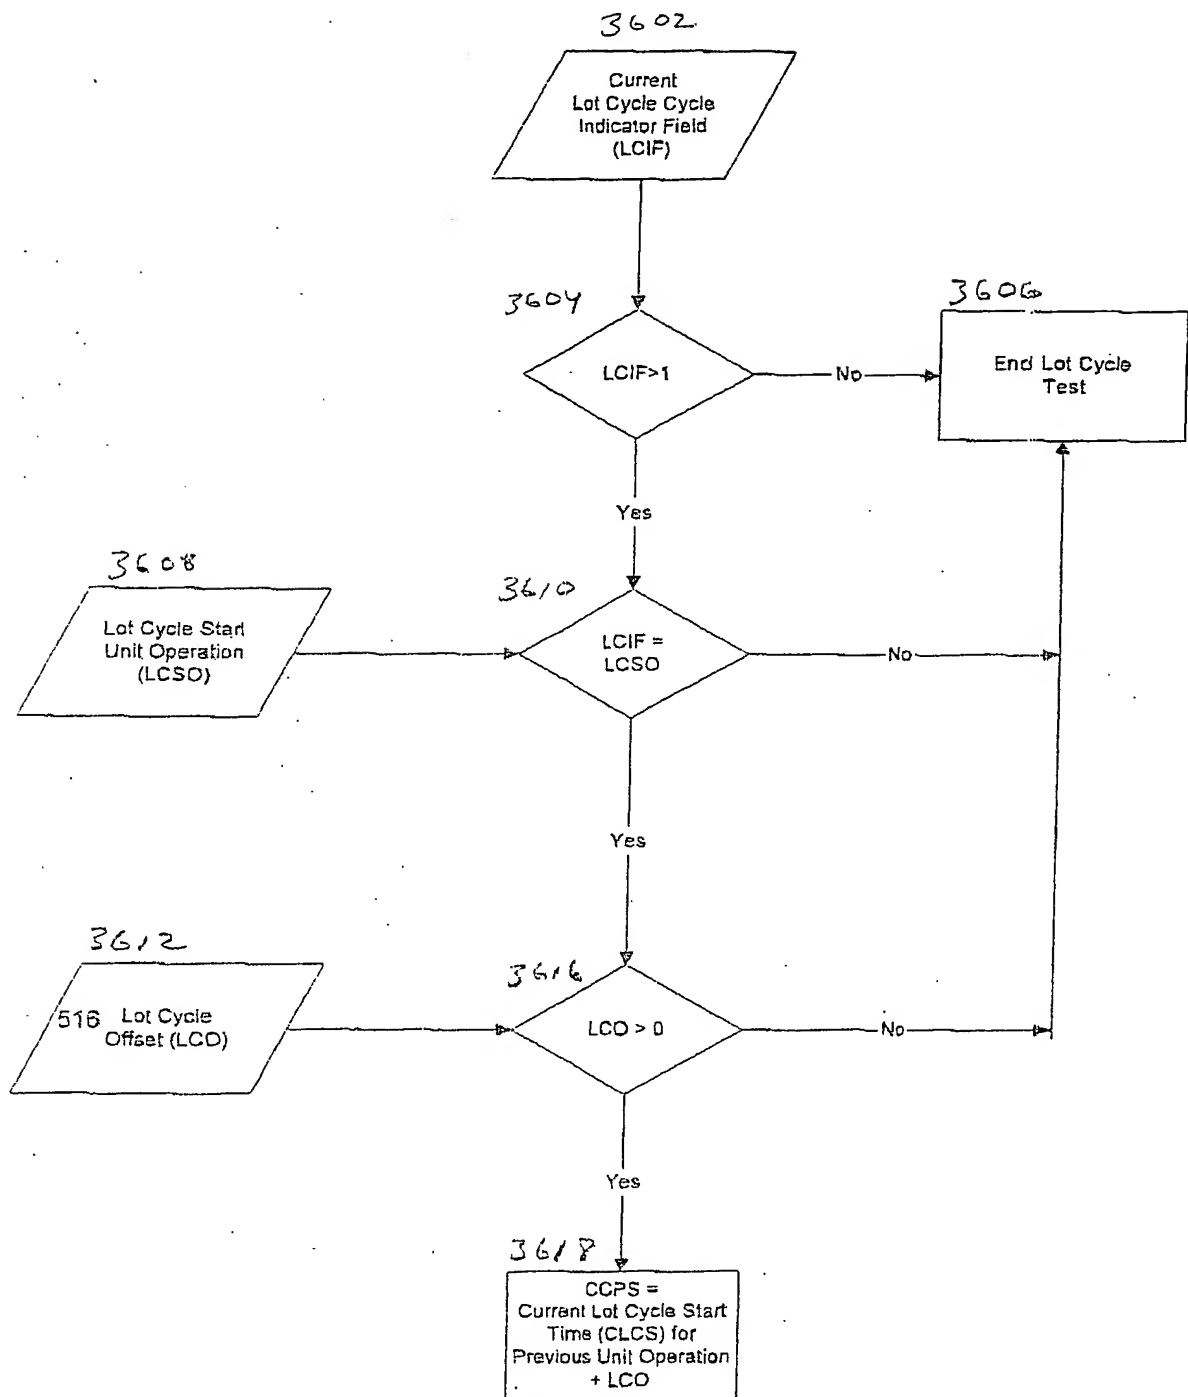 3602
Current
Lot Cycle Cycle
Indicator Field
(LCIF)
3604
LCIF>1
No
3606
End Lot Cycle
Test
Yes
3608
Lot Cycle Start
Unit Operation
(LCSO)
3610
LCIF =
LCSO
No
Yes
3612
516 Lot Cycle
Offset (LCO)
3616
LCO > 0
No
Yes
3618
CCPS =
Current Lot Cycle Start
Time (CLCS) for
Previous Unit Operation
+ LCO